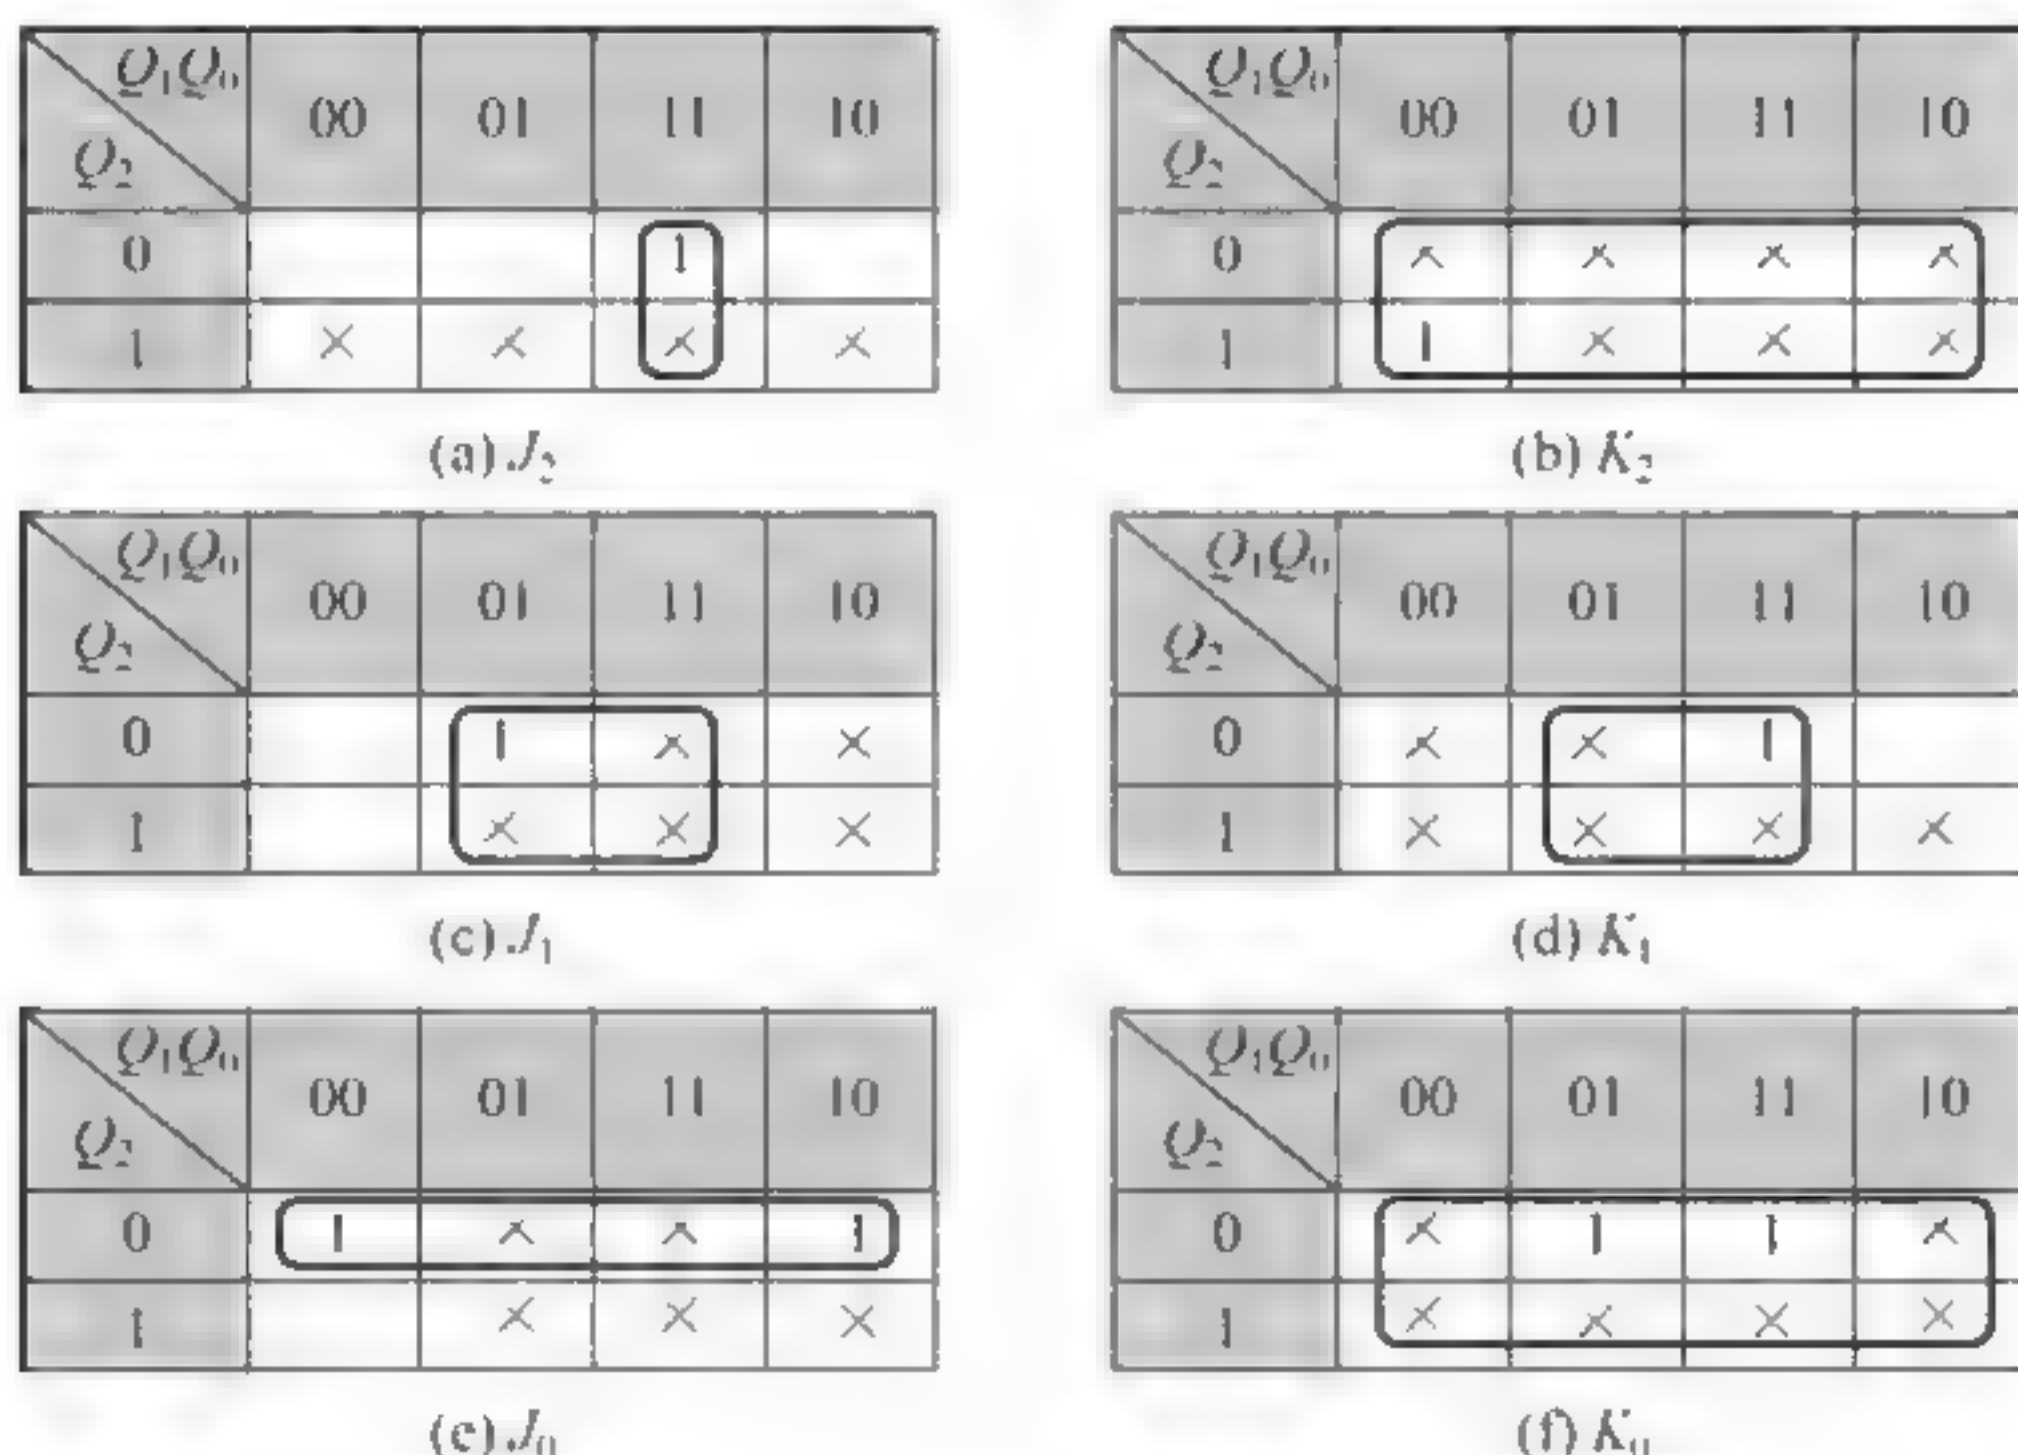 Q₁Q₀ 00 01 11 10
Q₂
0 1
1 × × × ×
(a) J₂
Q₁Q₀ 00 01 11 10
Q₂
0 × × × ×
1 1 × × ×
(b) K₂
Q₁Q₀ 00 01 11 10
Q₂
0 1 × ×
1 × × ×
(c) J₁
Q₁Q₀ 00 01 11 10
Q₂
0 × × 1
1 × × × ×
(d) K₁
Q₁Q₀ 00 01 11 10
Q₂
0 1 × × 1
1 × × ×
(e) J₀
Q₁Q₀ 00 01 11 10
Q₂
0 × 1 1 ×
1 × × × ×
(f) K₀